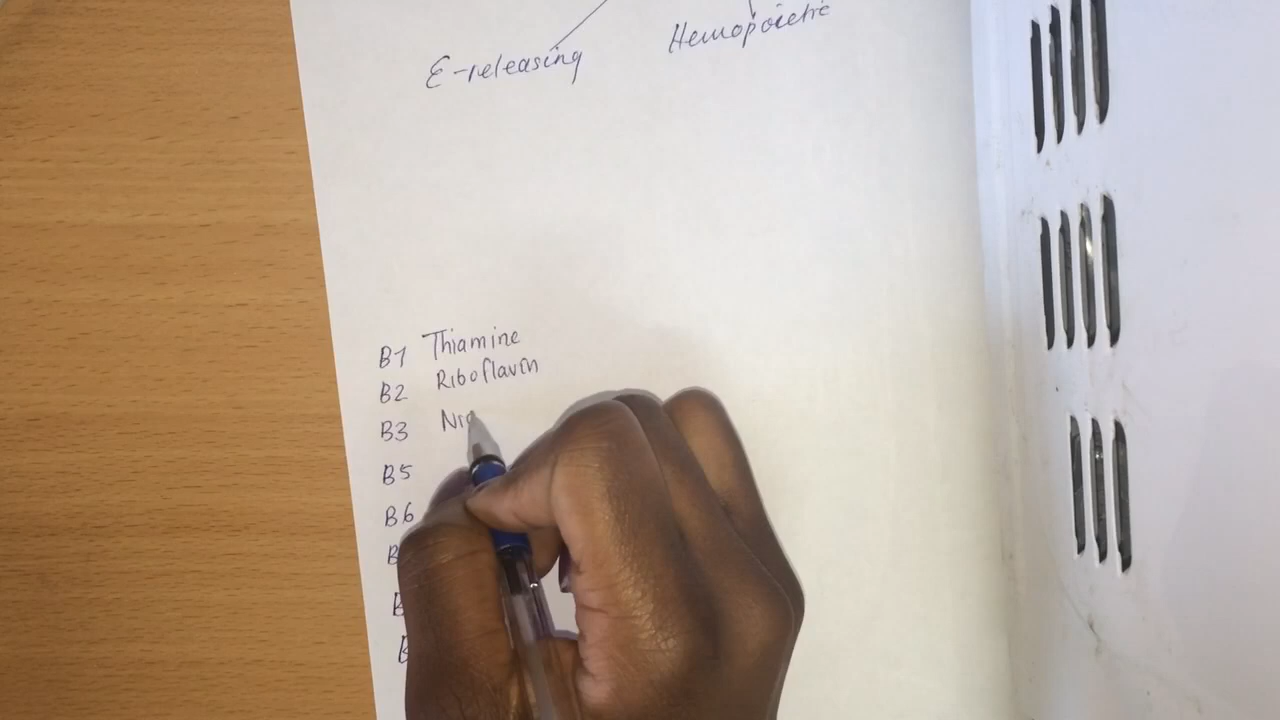 E-releasing
Hemopoietic
B1 Thiamine
B2 Riboflavin
B3
B5
B6